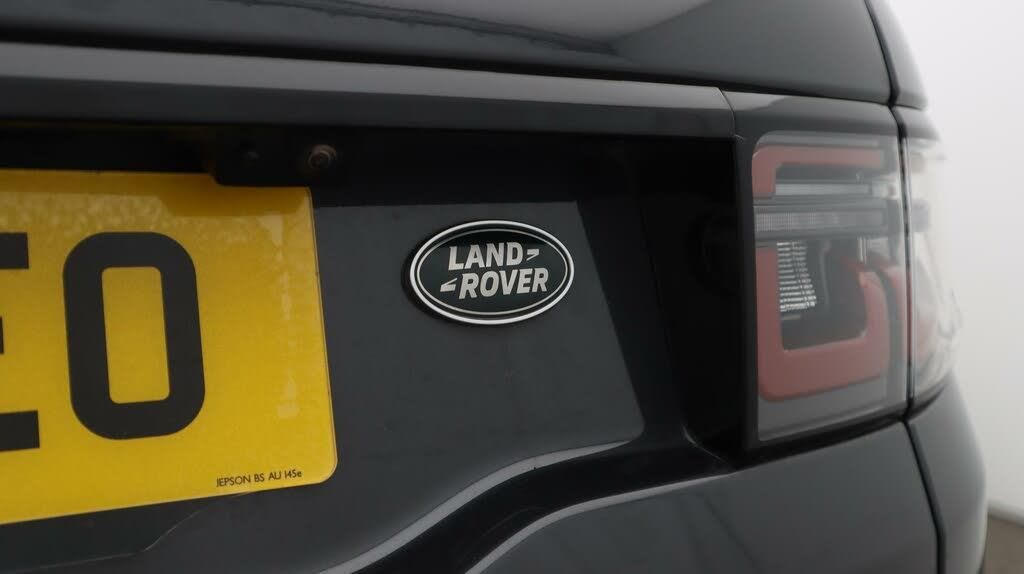 EO
LAND
ROVER
JEPSON BS AU 145e